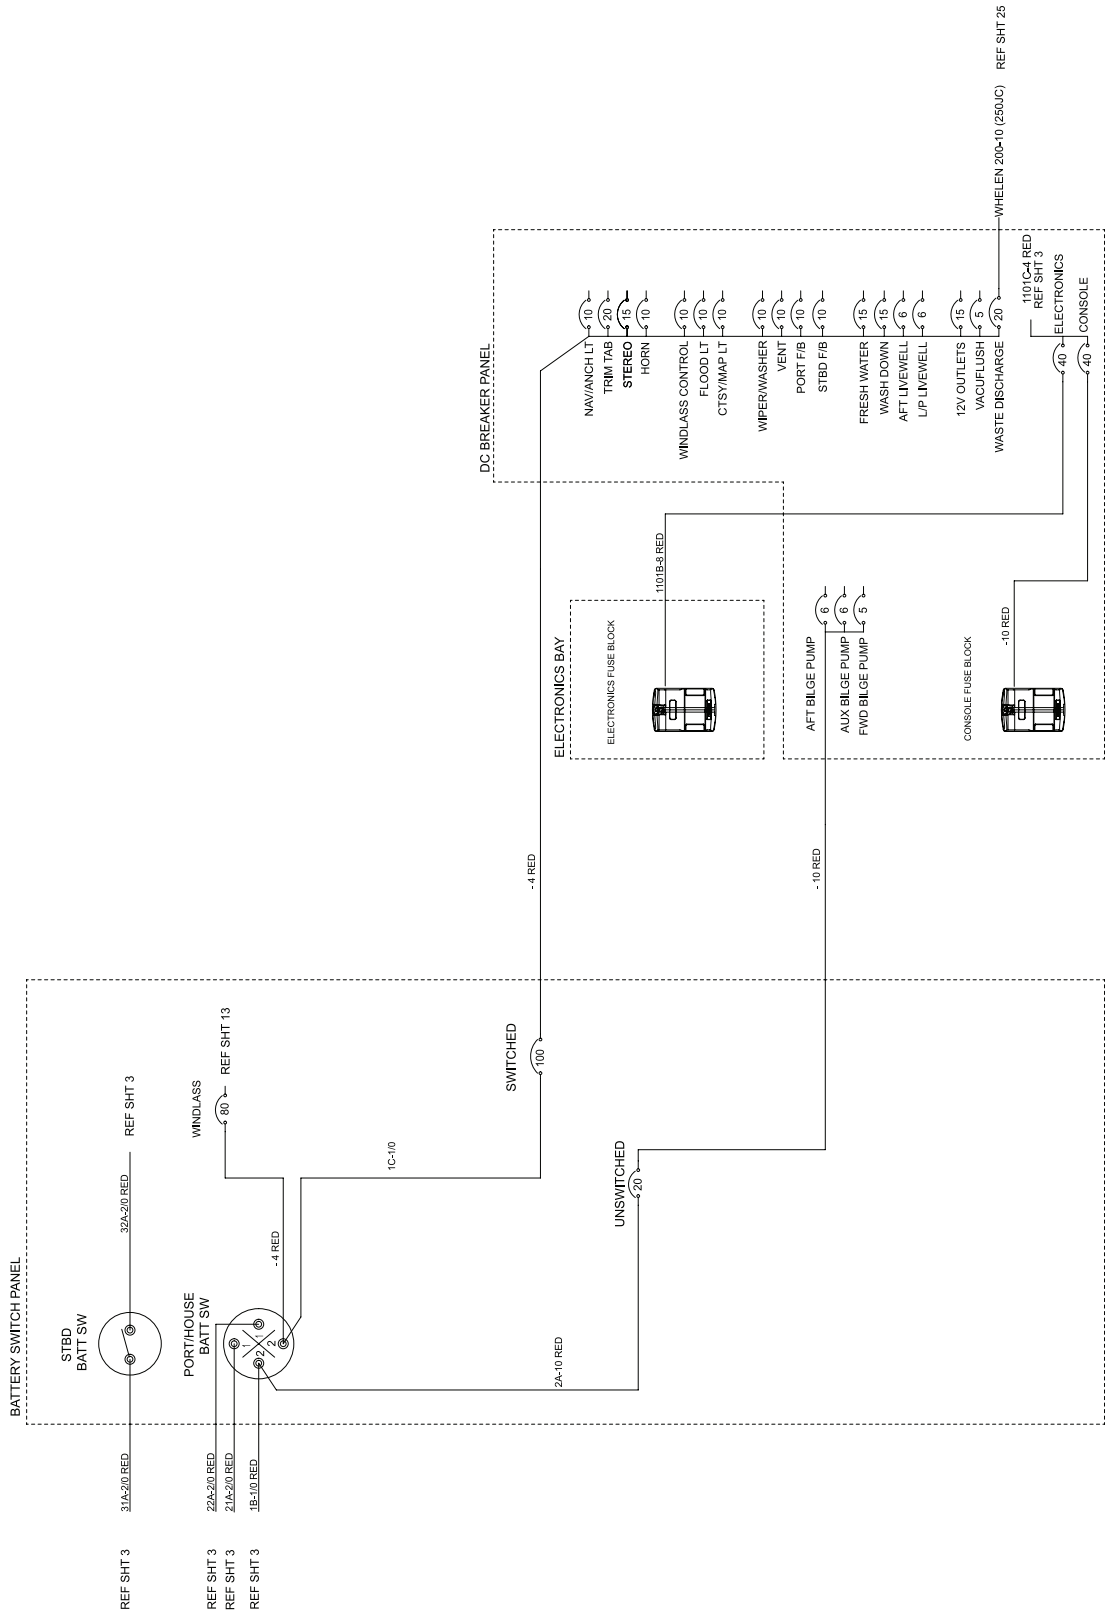 BATTERY SWITCH PANEL
REF SHT 3
31A-2/0 RED
STBD
BATT SW
32A-2/0 RED
REF SHT 3
REF SHT 3
22A-2/0 RED
REF SHT 3
21A-2/0 RED
REF SHT 3
1B-1/0 RED
PORT/HOUSE
BATT SW
1
1
2
2
- 4 RED
WINDLASS
80
REF SHT 13
1C-1/0
SWITCHED
100
- 4 RED
2A-10 RED
UNSWITCHED
20
- 10 RED
DC BREAKER PANEL
NAV/ANCH LT
10
TRIM TAB
20
STEREO
15
HORN
10
WINDLASS CONTROL
10
FLOOD LT
10
CTSY/MAP LT
10
WIPER/WASHER
10
VENT
10
PORT F/B
10
STBD F/B
10
FRESH WATER
15
WASH DOWN
15
AFT LIVEWELL
6
L/P LIVEWELL
6
12V OUTLETS
15
VACUFLUSH
5
WASTE DISCHARGE
20
WHELEN 200-10 (250JC)
REF SHT 25
1101C-4 RED
REF SHT 3
40
ELECTRONICS
40
CONSOLE
ELECTRONICS BAY
ELECTRONICS FUSE BLOCK
1101B-8 RED
AFT BILGE PUMP
6
AUX BILGE PUMP
6
FWD BILGE PUMP
5
CONSOLE FUSE BLOCK
-10 RED